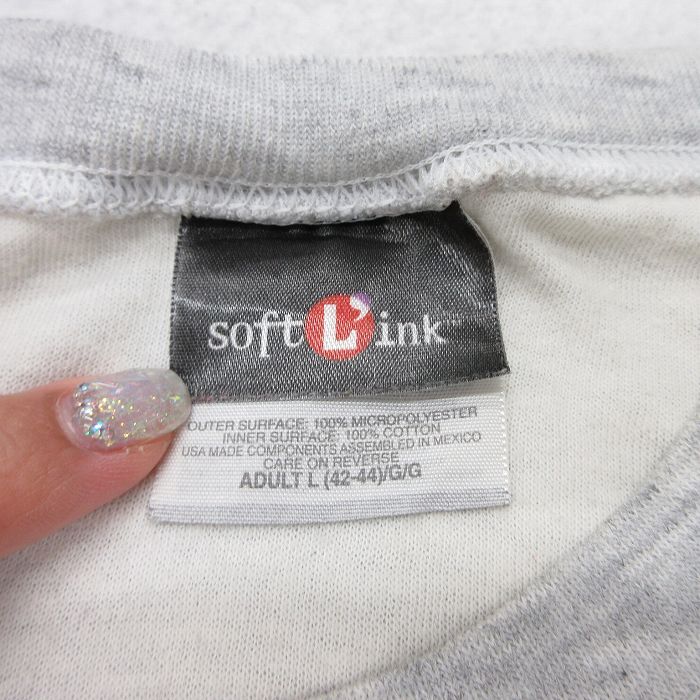 soft L'ink
OUTER SURFACE: 100% MICROPOLYESTER
INNER SURFACE: 100% COTTON
USA MADE COMPONENTS ASSEMBLED IN MEXICO
CARE ON REVERSE
ADULT L (42-44)/G/G